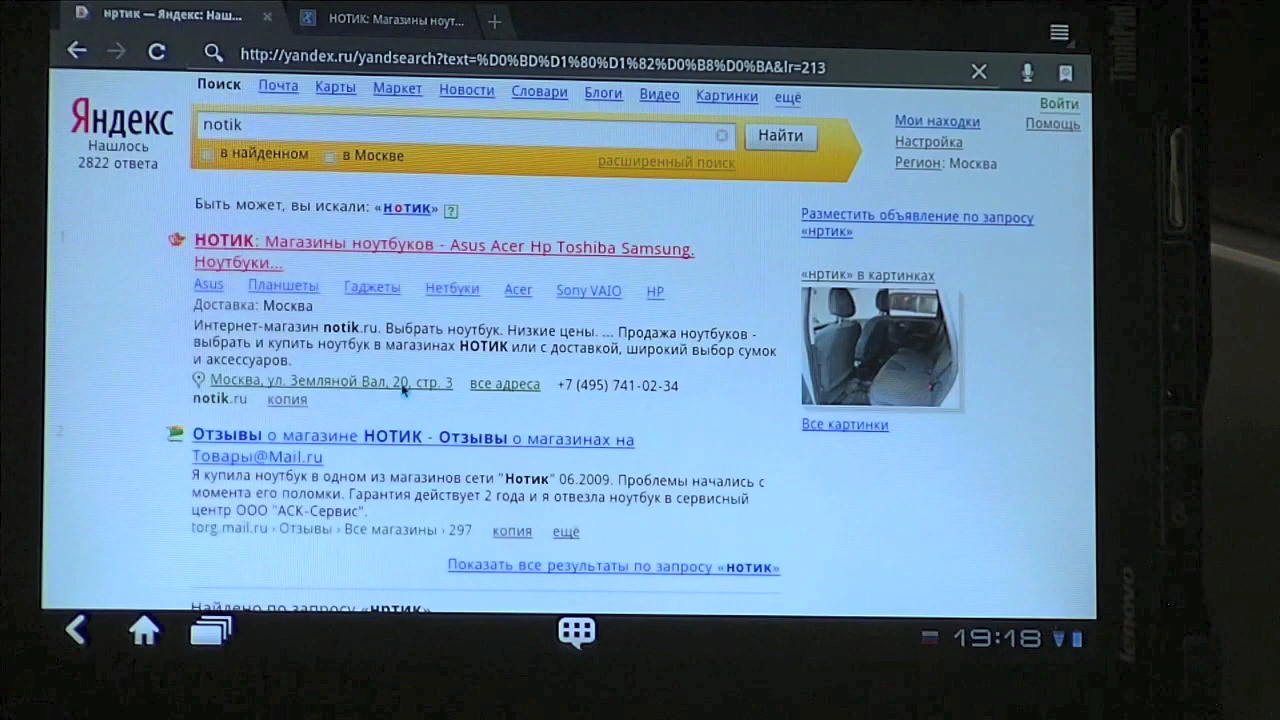 нртик — Яндекс: Наш...
НОТИК: Магазины ноут...
http://yandex.ru/yandsearch?text=%D0%BD%D1%80%D1%82%D0%B8%D0%BA&lr=213
Поиск Почта Карты Маркет Новости Словари Блоги Видео Картинки ещё
Войти
Помощь
Яндекс
Нашлось
2822 ответа
notik
Найти
в найденном в Москве расширенный поиск
Мои находки
Настройка
Регион: Москва
Быть может, вы искали: «нотик» ?
1
НОТИК: Магазины ноутбуков - Asus Acer Hp Toshiba Samsung.
Ноутбуки...
Asus Планшеты Гаджеты Нетбуки Acer Sony VAIO HP
Доставка: Москва
Интернет-магазин notik.ru. Выбрать ноутбук. Низкие цены. ... Продажа ноутбуков -
выбрать и купить ноутбук в магазинах НОТИК или с доставкой, широкий выбор сумок
и аксессуаров.
Москва, ул. Земляной Вал, 20, стр. 3 все адреса +7 (495) 741-02-34
notik.ru копия
2
Отзывы о магазине НОТИК - Отзывы о магазинах на
Товары@Mail.ru
Я купила ноутбук в одном из магазинов сети "Нотик" 06.2009. Проблемы начались с
момента его поломки. Гарантия действует 2 года и я отвезла ноутбук в сервисный
центр ООО "АСК-Сервис".
torg.mail.ru › Отзывы › Все магазины › 297 копия ещё
Показать все результаты по запросу «нотик»
Найдено по запросу «нртик»
Разместить объявление по запросу
«нртик»
«нртик» в картинках
Все картинки
19:18
ThinkPad
lenovo